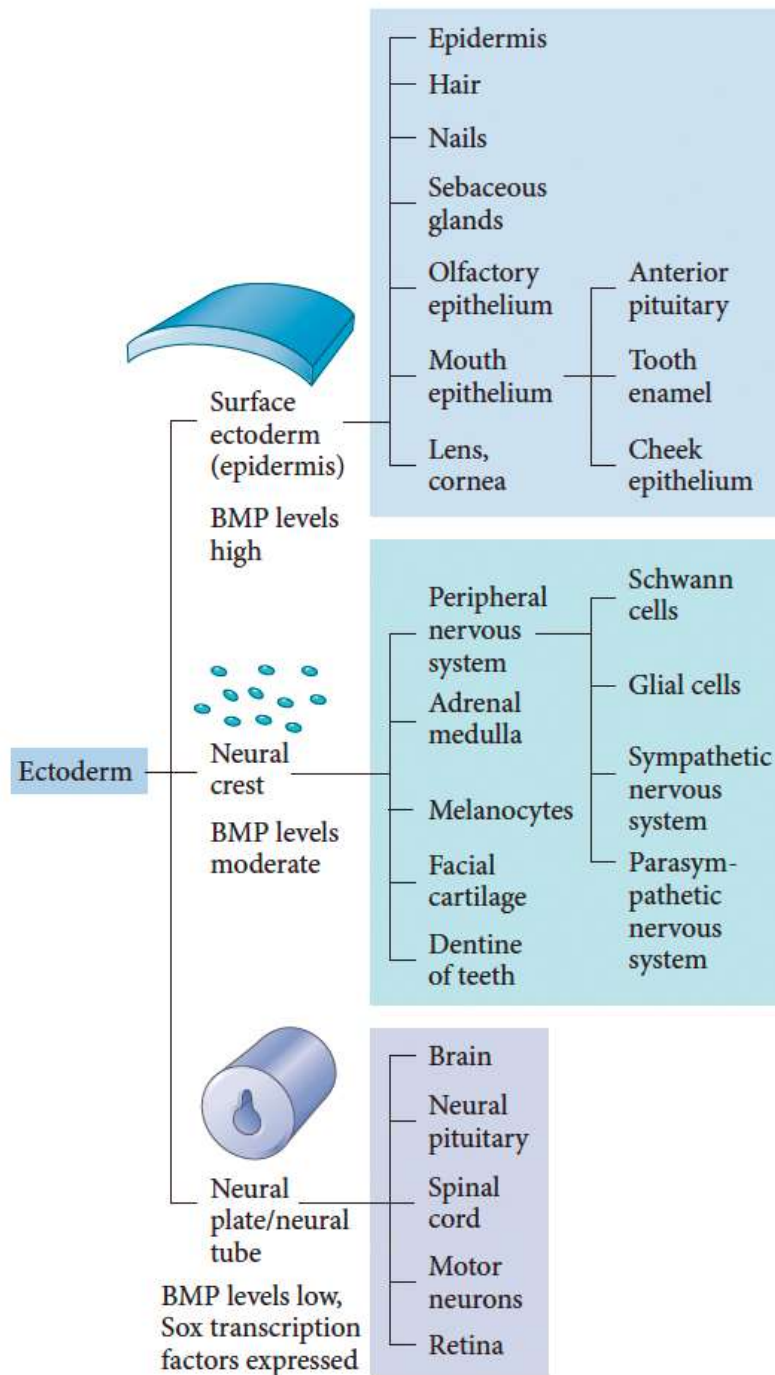 Ectoderm
Surface
ectoderm
(epidermis)
BMP levels
high
Epidermis
Hair
Nails
Sebaceous
glands
Olfactory
epithelium
Mouth
epithelium
Anterior
pituitary
Tooth
enamel
Cheek
epithelium
Lens,
cornea
Neural
crest
BMP levels
moderate
Peripheral
nervous
system
Schwann
cells
Glial cells
Sympathetic
nervous
system
Parasym-
pathetic
nervous
system
Adrenal
medulla
Melanocytes
Facial
cartilage
Dentine
of teeth
Neural
plate/neural
tube
BMP levels low,
Sox transcription
factors expressed
Brain
Neural
pituitary
Spinal
cord
Motor
neurons
Retina